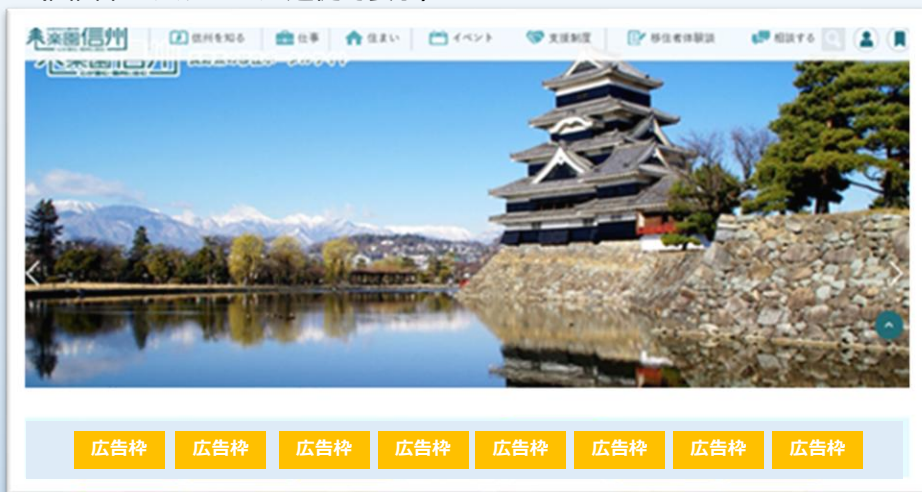 楽園信州
信州を知る 仕事 住まい イベント 支援制度 移住者体験談 相談する
広告枠 広告枠 広告枠 広告枠 広告枠 広告枠 広告枠 広告枠